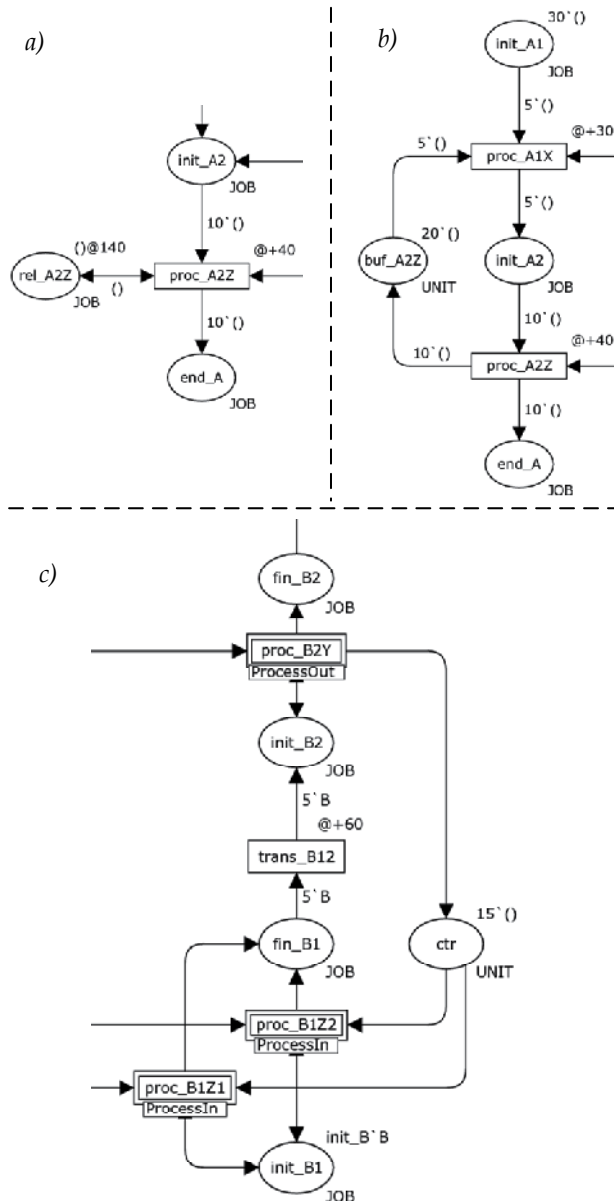 a)
init_A2
JOB
10`()
()@140
@+40
rel_A2Z
proc_A2Z
JOB
()
10`()
end_A
JOB
b)
30`()
init_A1
JOB
5`()
5`()
@+30
proc_A1X
5`()
20`()
buf_A2Z
init_A2
UNIT
JOB
10`()
@+40
10`()
proc_A2Z
10`()
end_A
JOB
c)
fin_B2
JOB
proc_B2Y
ProcessOut
init_B2
JOB
5`B
@+60
trans_B12
5`B
15`()
fin_B1
ctr
JOB
UNIT
proc_B1Z2
ProcessIn
proc_B1Z1
ProcessIn
init_B`B
init_B1
JOB